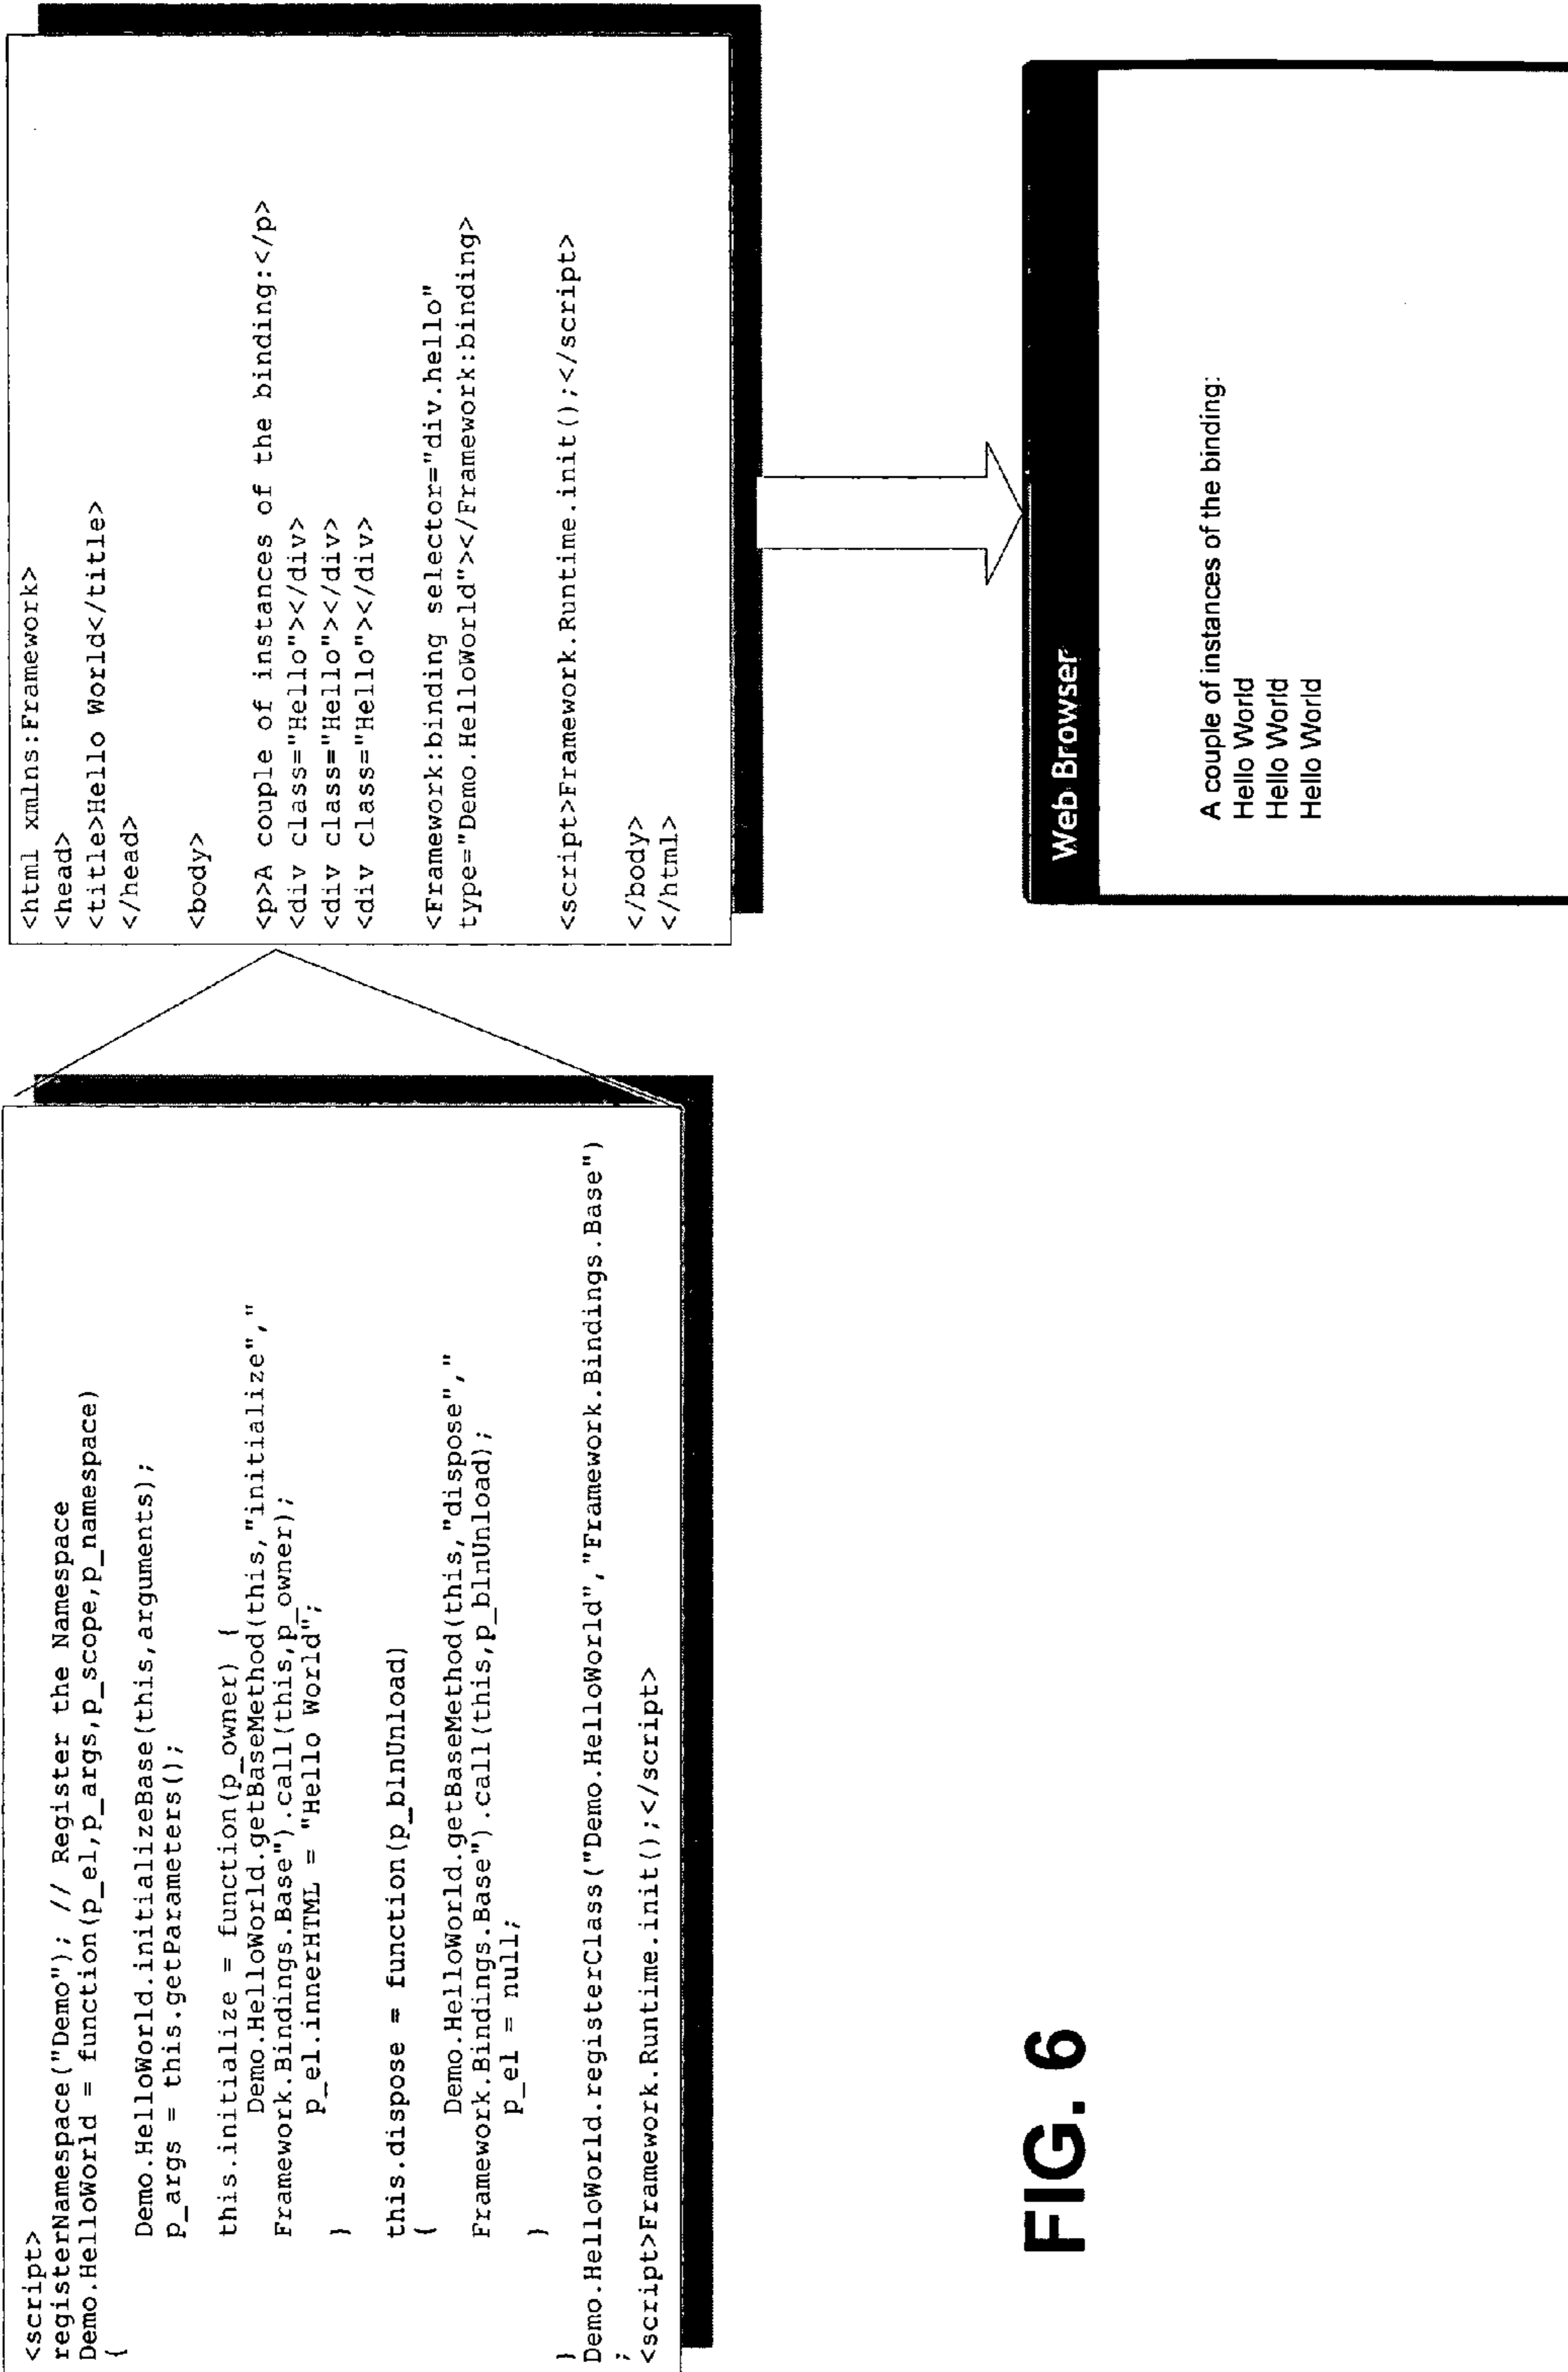 <script>
registerNamespace("Demo"); // Register the Namespace
Demo.HelloWorld = function(p_el,p_args,p_scope,p_namespace)
{
Demo.HelloWorld.initializeBase(this,arguments);
p_args = this.getParameters();
this.initialize = function(p_owner) {
Demo.HelloWorld.getBaseMethod(this,"initialize","
Framework.Bindings.Base").call(this,p_owner);
p_el.innerHTML = "Hello World";
}
this.dispose = function(p_blnUnload)
{
Demo.HelloWorld.getBaseMethod(this,"dispose","
Framework.Bindings.Base").call(this,p_blnUnload);
p_el = null;
}
}
Demo.HelloWorld.registerClass("Demo.HelloWorld","Framework.Bindings.Base")
;
<script>Framework.Runtime.init();</script>
<html xmlns:Framework>
<head>
<title>Hello World</title>
</head>
<body>
<p>A couple of instances of the binding:</p>
<div class="Hello"></div>
<div class="Hello"></div>
<div class="Hello"></div>
<Framework:binding selector="div.hello"
type="Demo.HelloWorld"></Framework:binding>
<script>Framework.Runtime.init();</script>
</body>
</html>
Web Browser
A couple of instances of the binding:
Hello World
Hello World
Hello World
FIG. 6